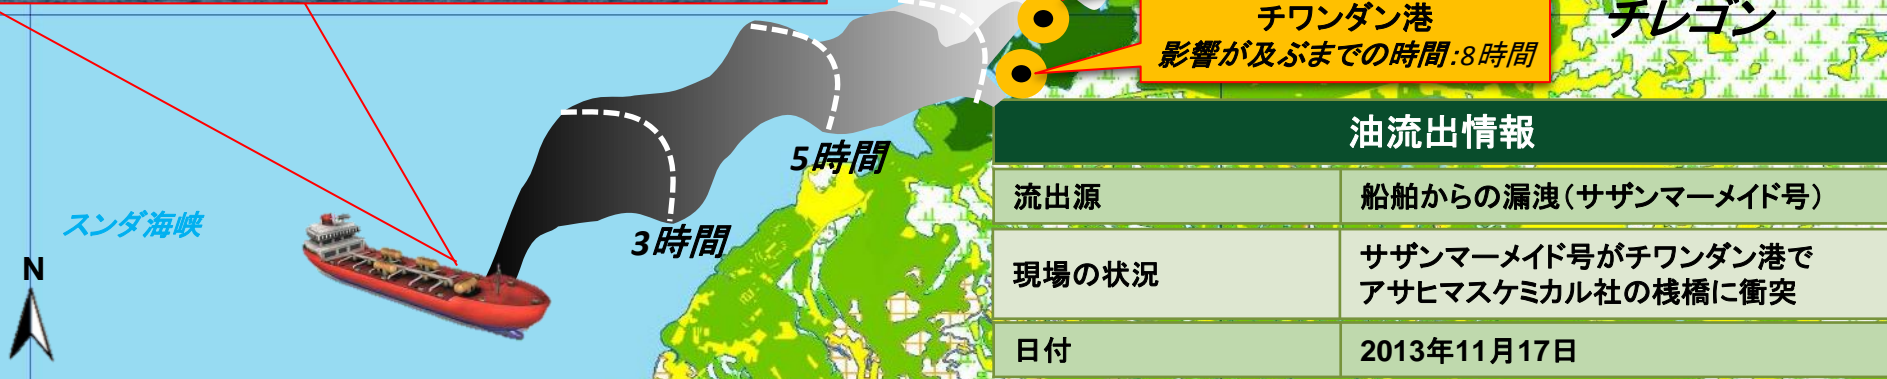 チワンダン港
影響が及ぶまでの時間:8時間
チレゴン
油流出情報
5時間
流出源
船舶からの漏洩(サザンマーメイド号)
スンダ海峡
3時間
現場の状況
サザンマーメイド号がチワンダン港で
アサヒマスケミカル社の桟橋に衝突
N
日付
2013年11月17日